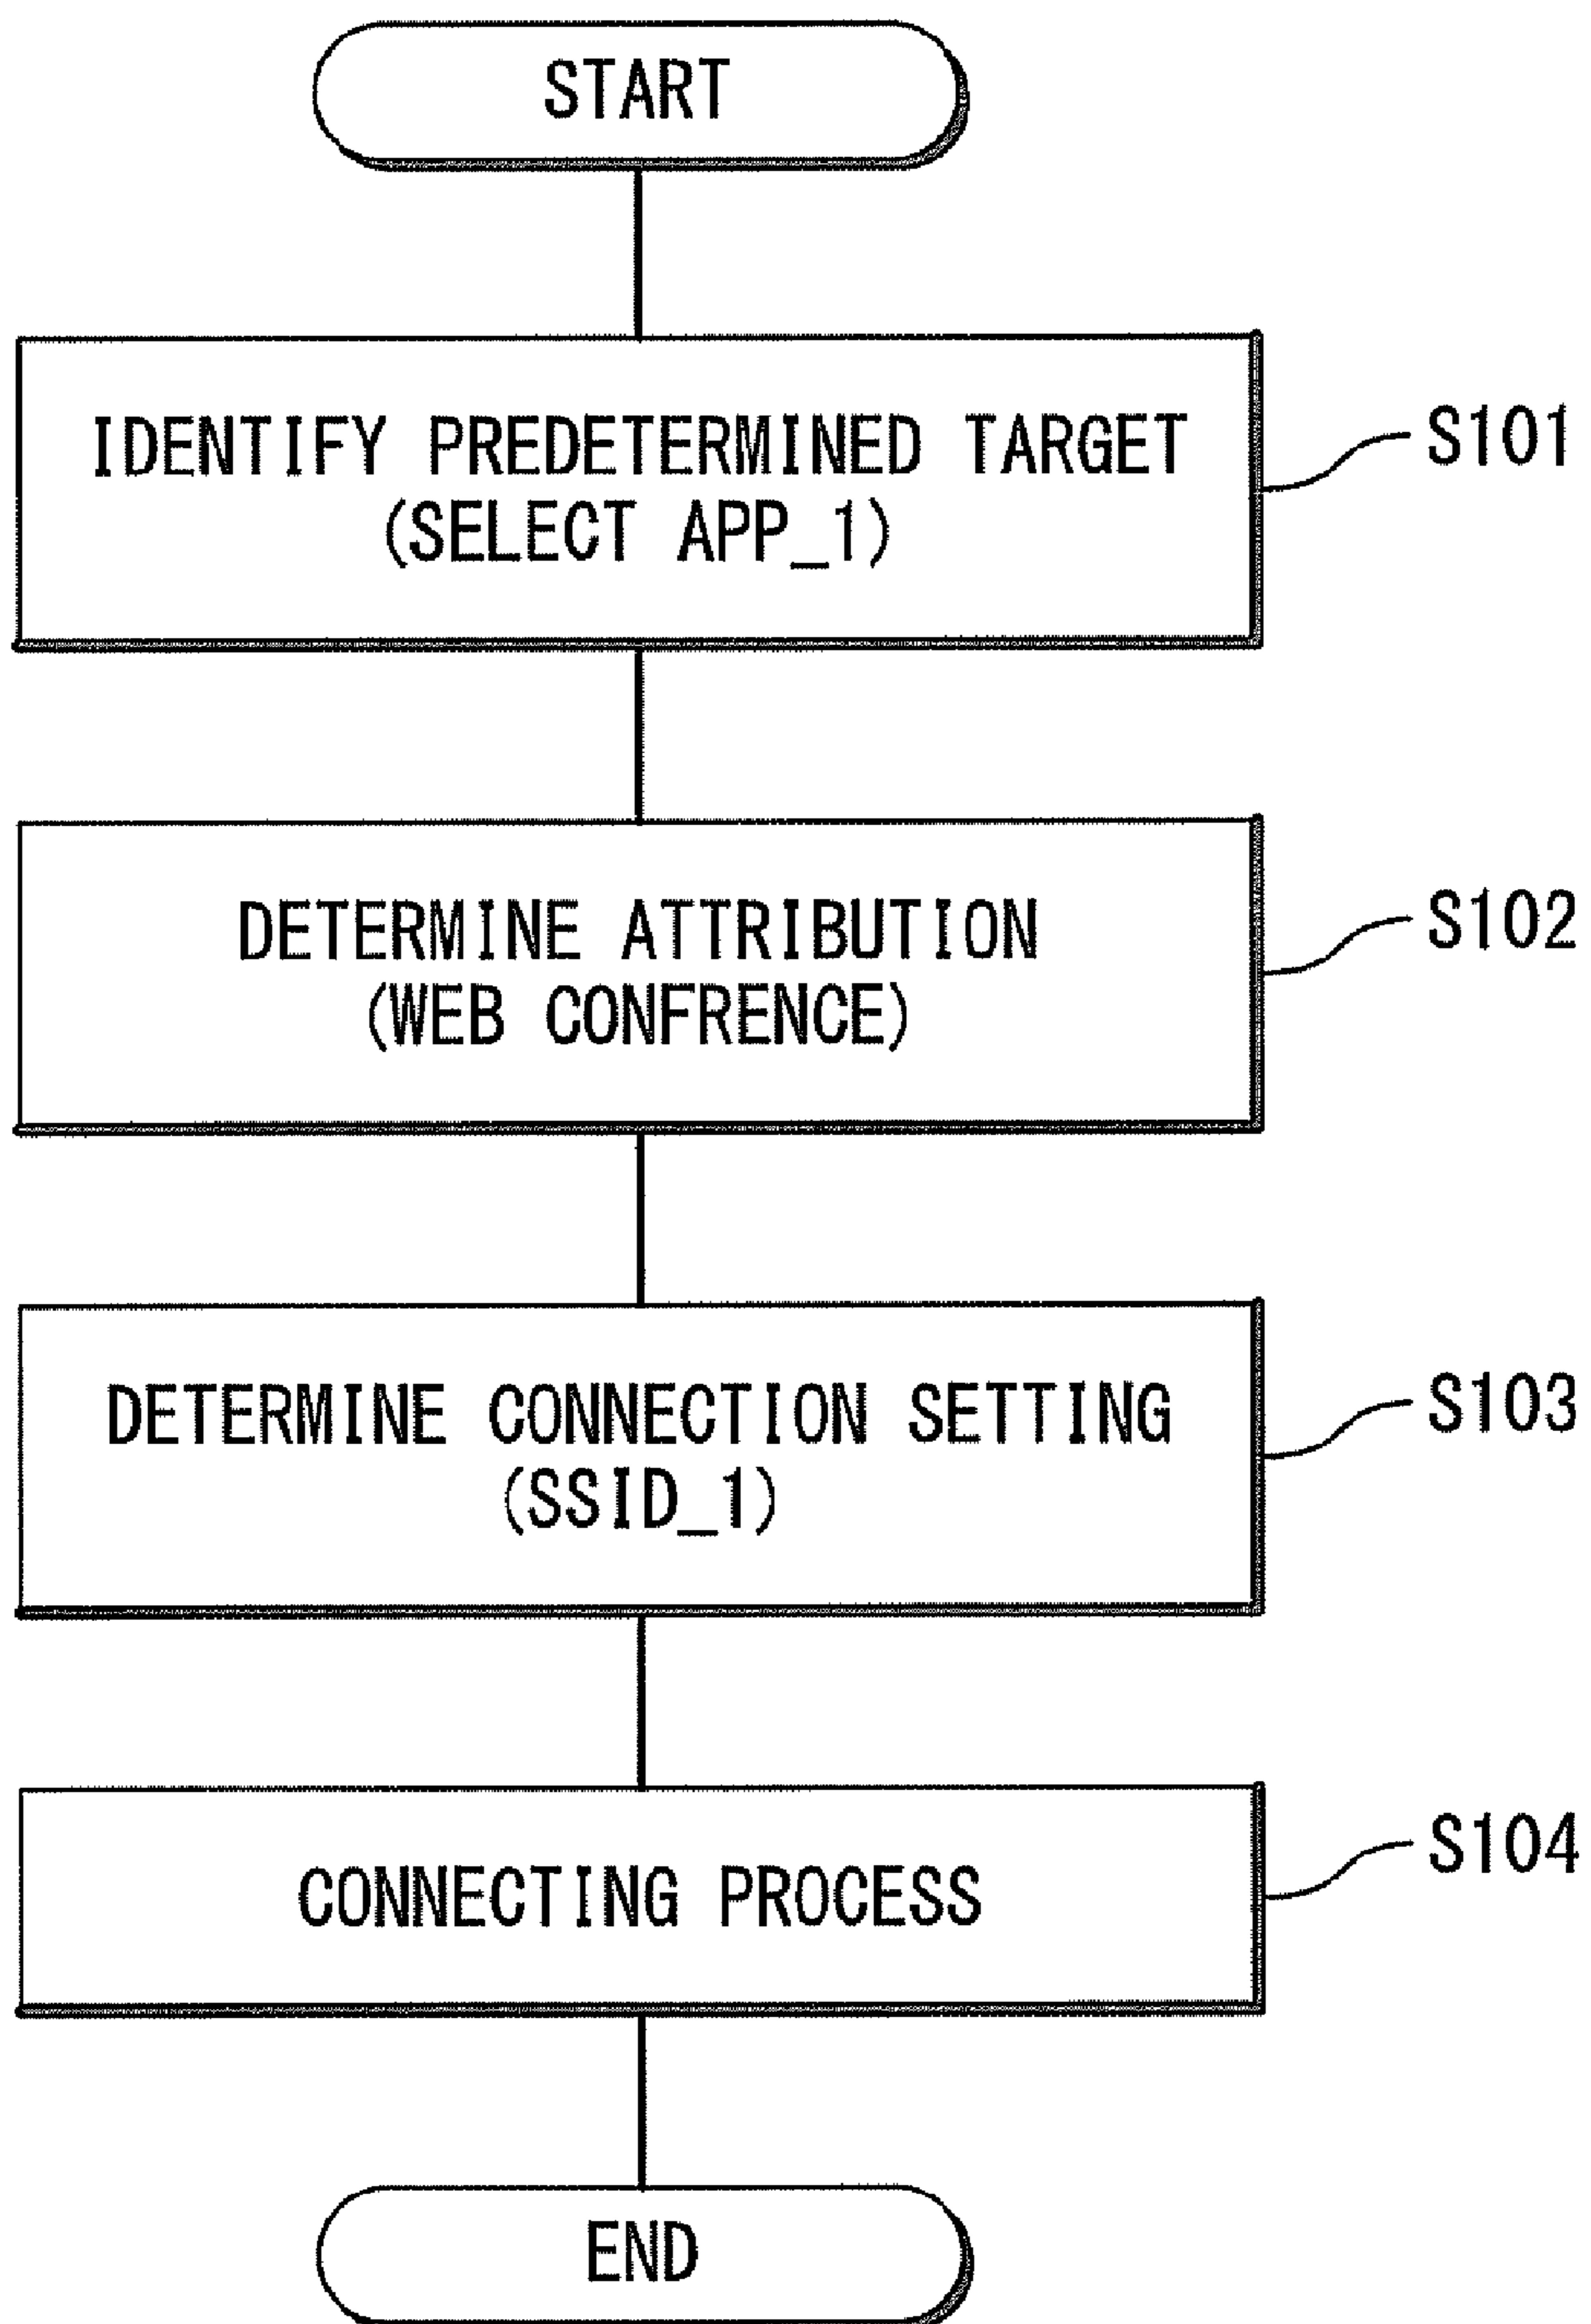 START
IDENTIFY PREDETERMINED TARGET
(SELECT APP_1)
S101
DETERMINE ATTRIBUTION
(WEB CONFRENCE)
S102
DETERMINE CONNECTION SETTING
(SSID_1)
S103
CONNECTING PROCESS
S104
END